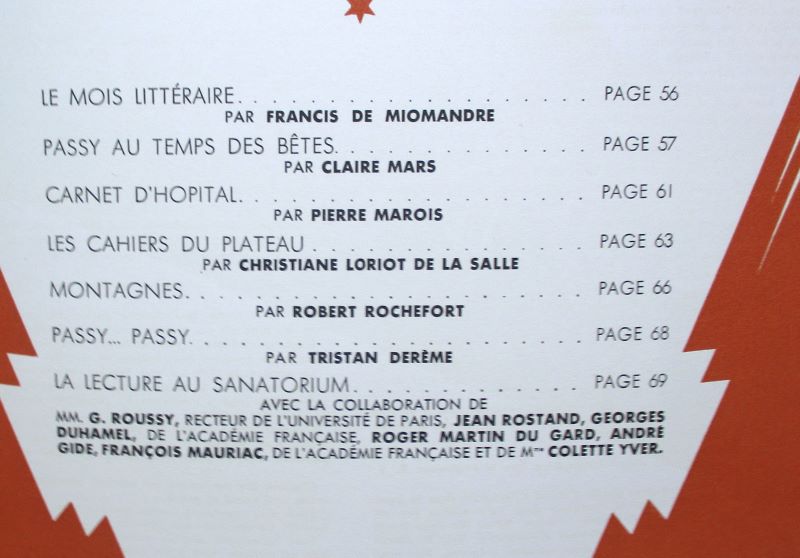 LE MOIS LITTÉRAIRE. . . . . . . . . . . . . . . . . . . PAGE 56
PAR FRANCIS DE MIOMANDRE
PASSY AU TEMPS DES BÊTES. . . . . . . . . . . . . . PAGE 57
PAR CLAIRE MARS
CARNET D'HOPITAL. . . . . . . . . . . . . . . . . . . PAGE 61
PAR PIERRE MAROIS
LES CAHIERS DU PLATEAU . . . . . . . . . . . . . . . PAGE 63
PAR CHRISTIANE LORIOT DE LA SALLE
MONTAGNES. . . . . . . . . . . . . . . . . . . . . . PAGE 66
PAR ROBERT ROCHEFORT
PASSY... PASSY. . . . . . . . . . . . . . . . . . . . . PAGE 68
PAR TRISTAN DERÈME
LA LECTURE AU SANATORIUM. . . . . . . . . . . . . PAGE 69
AVEC LA COLLABORATION DE
MM. G. ROUSSY, RECTEUR DE L'UNIVERSITÉ DE PARIS, JEAN ROSTAND, GEORGES
DUHAMEL, DE L'ACADÉMIE FRANÇAISE, ROGER MARTIN DU GARD, ANDRÉ
GIDE, FRANÇOIS MAURIAC, DE L'ACADÉMIE FRANÇAISE ET DE Mme COLETTE YVER.